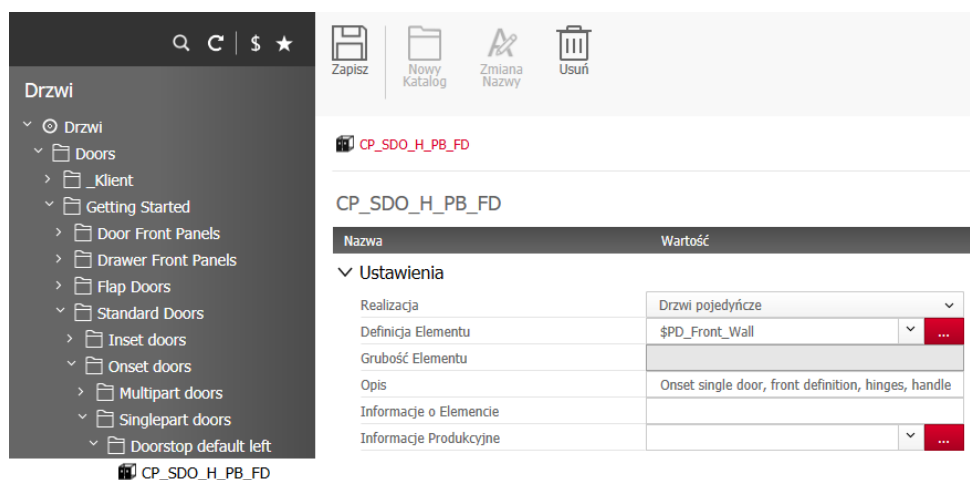 $
Drzwi
Drzwi
Doors
_Klient
Getting Started
Door Front Panels
Drawer Front Panels
Flap Doors
Standard Doors
Inset doors
Onset doors
Multipart doors
Singlepart doors
Doorstop default left
CP_SDO_H_PB_FD
Zapisz
Nowy
Katalog
Zmiana
Nazwy
Usuń
CP_SDO_H_PB_FD
CP_SDO_H_PB_FD
Nazwa Wartość
Ustawienia
Realizacja Drzwi pojedyńcze
Definicja Elementu $PD_Front_Wall ...
Grubość Elementu
Opis Onset single door, front definition, hinges, handle
Informacje o Elemencie
Informacje Produkcyjne ...